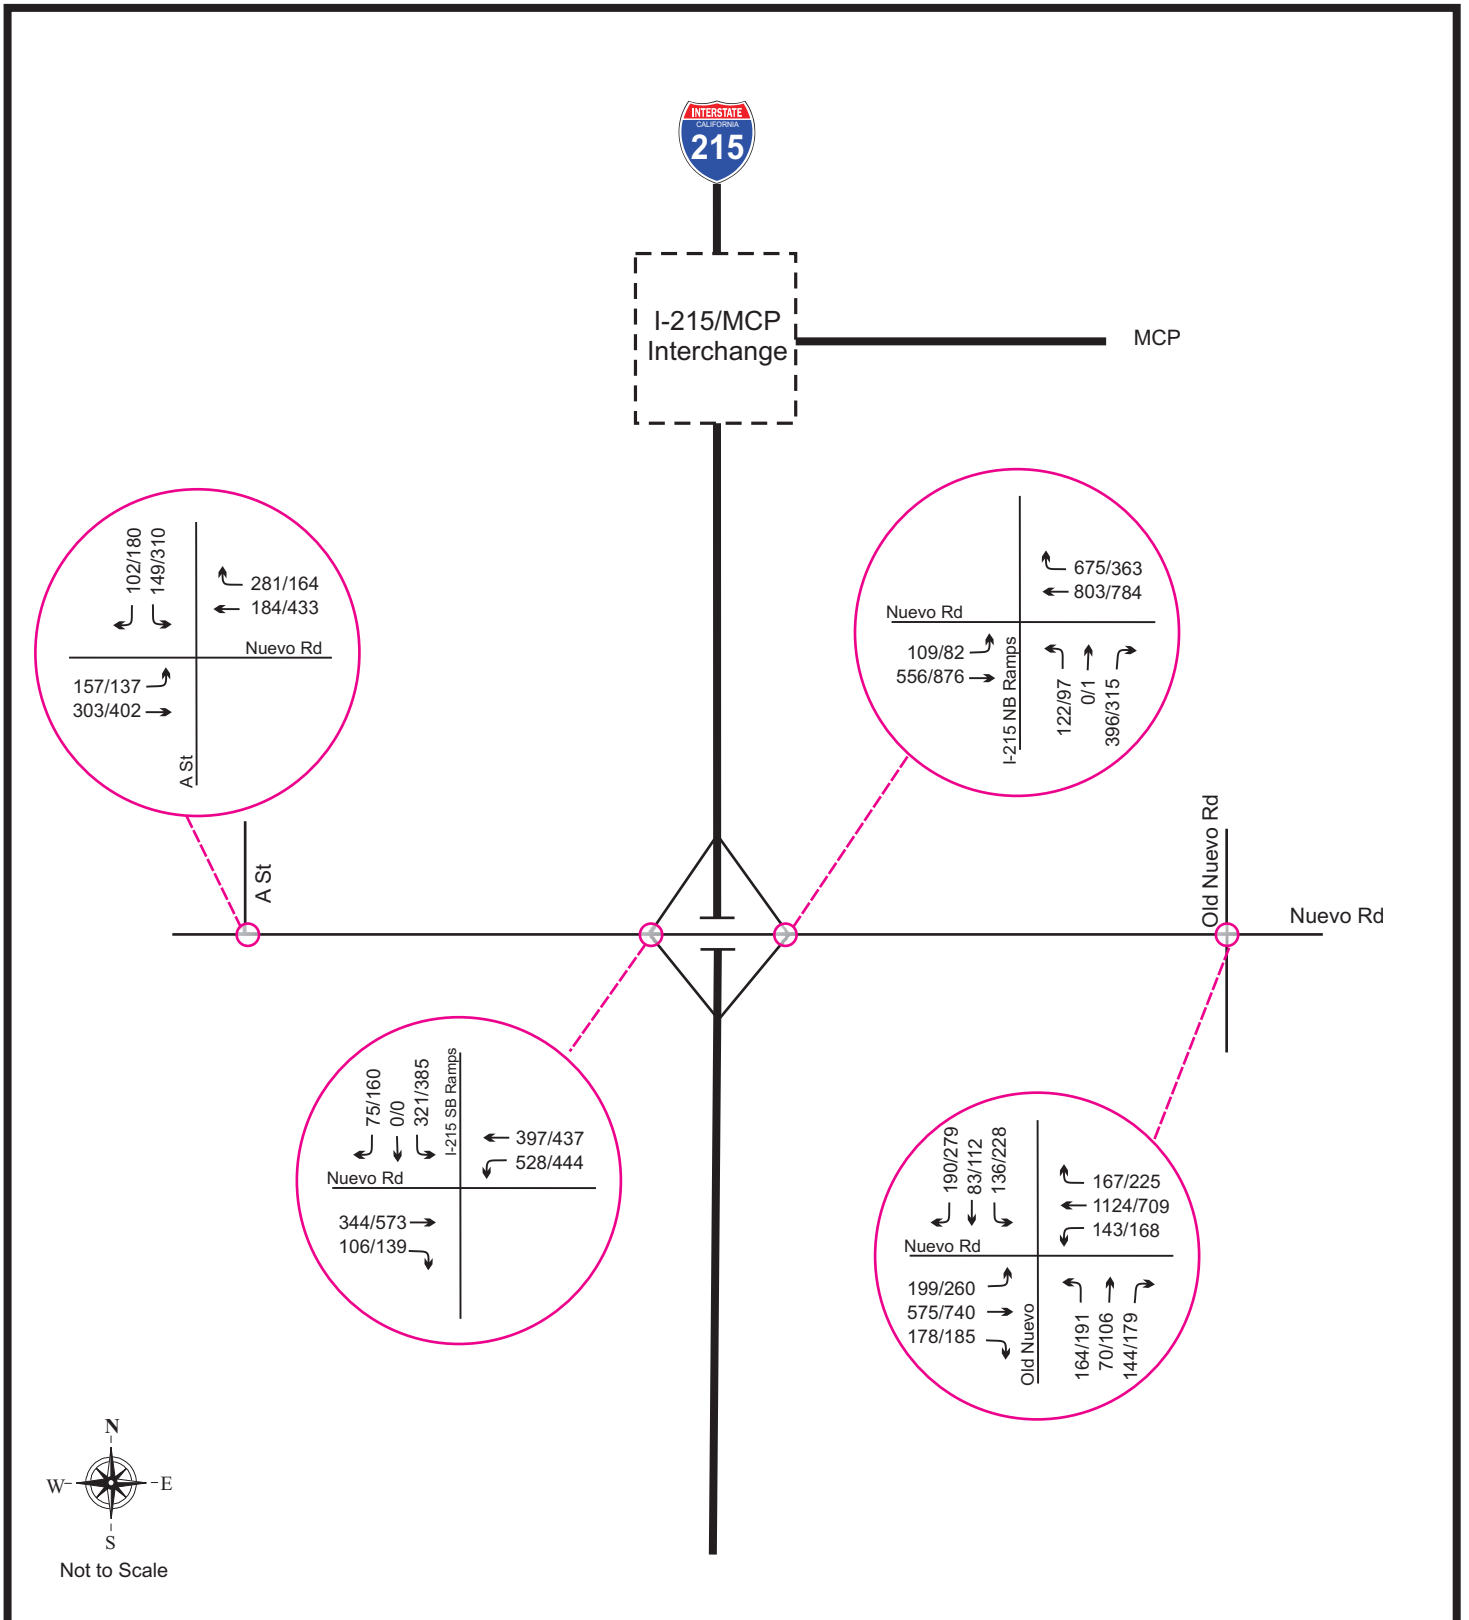 INTERSTATE
CALIFORNIA
215
I-215/MCP
Interchange
MCP
102/180
149/310
281/164
184/433
Nuevo Rd
157/137
303/402
A St
675/363
803/784
Nuevo Rd
109/82
556/876
I-215 NB Ramps
122/97
0/1
396/315
A St
Old Nuevo Rd
Nuevo Rd
75/160
0/0
321/385
I-215 SB Ramps
397/437
528/444
Nuevo Rd
344/573
106/139
190/279
83/112
136/228
167/225
1124/709
143/168
Nuevo Rd
199/260
575/740
178/185
Old Nuevo
164/191
70/106
144/179
N
W
E
S
Not to Scale